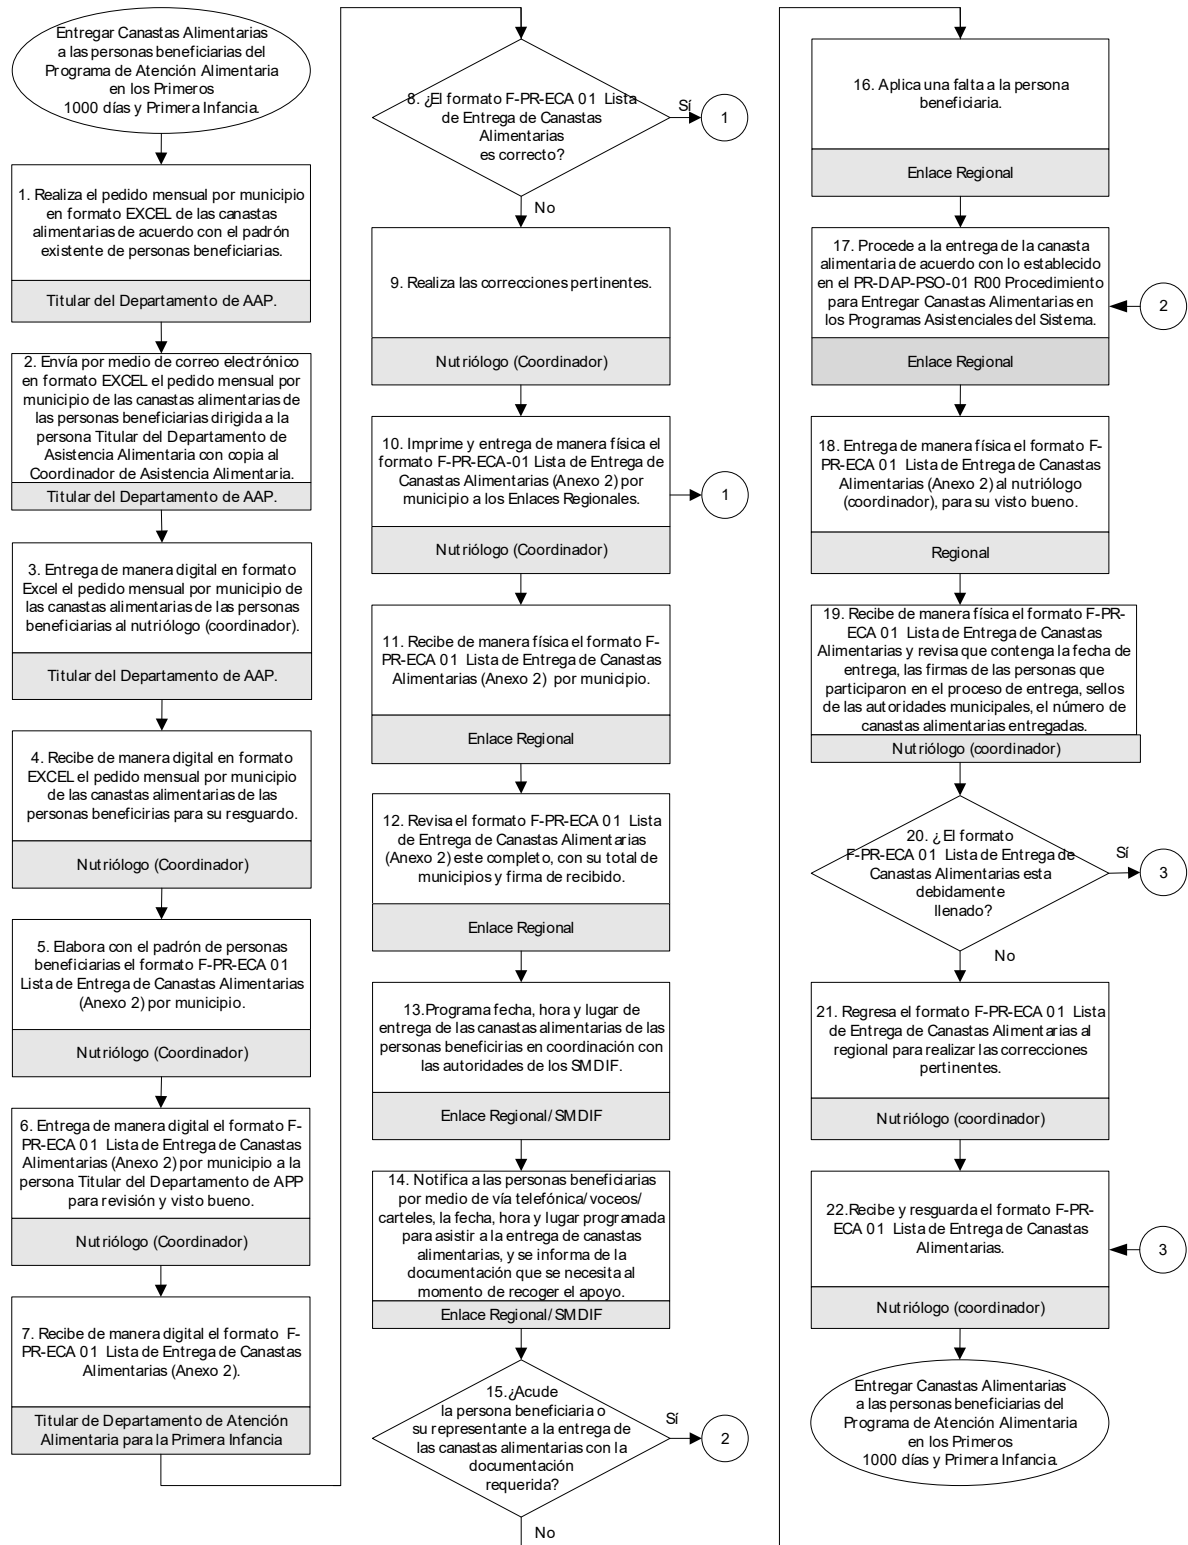 Entregar Canastas Alimentarias
a las personas beneficiarias del
Programa de Atención Alimentaria
en los Primeros
1000 días y Primera Infancia.
1. Realiza el pedido mensual por municipio
en formato EXCEL de las canastas
alimentarias de acuerdo con el padrón
existente de personas beneficiarias.
Titular del Departamento de AAP.
2. Envía por medio de correo electrónico
en formato EXCEL el pedido mensual por
municipio de las canastas alimentarias de
las personas beneficiarias dirigida a la
persona Titular del Departamento de
Asistencia Alimentaria con copia al
Coordinador de Asistencia Alimentaria.
Titular del Departamento de AAP.
3. Entrega de manera digital en formato
Excel el pedido mensual por municipio de
las canastas alimentarias de las personas
beneficiarias al nutriólogo (coordinador).
Titular del Departamento de AAP.
4. Recibe de manera digital en formato
EXCEL el pedido mensual por municipio
de las canastas alimentarias de las
personas beneficirias para su resguardo.
Nutriólogo (Coordinador)
5. Elabora con el padrón de personas
beneficiarias el formato F-PR-ECA 01
Lista de Entrega de Canastas Alimentarias
(Anexo 2) por municipio.
Nutriólogo (Coordinador)
6. Entrega de manera digital el formato F-
PR-ECA 01 Lista de Entrega de Canastas
Alimentarias (Anexo 2) por municipio a la
persona Titular del Departamento de APP
para revisión y visto bueno.
Nutriólogo (Coordinador)
7. Recibe de manera digital el formato F-
PR-ECA 01 Lista de Entrega de Canastas
Alimentarias (Anexo 2).
Titular de Departamento de Atención
Alimentaria para la Primera Infancia
8. ¿El formato F-PR-ECA 01 Lista
de Entrega de Canastas
Alimentarias
es correcto?
Sí
1
No
9. Realiza las correcciones pertinentes.
Nutriólogo (Coordinador)
10. Imprime y entrega de manera física el
formato F-PR-ECA-01 Lista de Entrega de
Canastas Alimentarias (Anexo 2) por
municipio a los Enlaces Regionales.
1
Nutriólogo (Coordinador)
11. Recibe de manera física el formato F-
PR-ECA 01 Lista de Entrega de Canastas
Alimentarias (Anexo 2) por municipio.
Enlace Regional
12. Revisa el formato F-PR-ECA 01 Lista
de Entrega de Canastas Alimentarias
(Anexo 2) este completo, con su total de
municipios y firma de recibido.
Enlace Regional
13.Programa fecha, hora y lugar de
entrega de las canastas alimentarias de las
personas beneficirias en coordinación con
las autoridades de los SMDIF.
Enlace Regional/ SMDIF
14. Notifica a las personas beneficiarias
por medio de vía telefónica/ voceos/
carteles, la fecha, hora y lugar programada
para asistir a la entrega de canastas
alimentarias, y se informa de la
documentación que se necesita al
momento de recoger el apoyo.
Enlace Regional/ SMDIF
15.¿Acude
la persona beneficiaria o
su representante a la entrega de
las canastas alimentarias con la
documentación
requerida?
Sí
2
No
16. Aplica una falta a la persona
beneficiaria.
Enlace Regional
17. Procede a la entrega de la canasta
alimentaria de acuerdo con lo establecido
en el PR-DAP-PSO-01 R00 Procedimiento
para Entregar Canastas Alimentarias en
los Programas Asistenciales del Sistema.
2
Enlace Regional
18. Entrega de manera física el formato F-
PR-ECA 01 Lista de Entrega de Canastas
Alimentarias (Anexo 2) al nutriólogo
(coordinador), para su visto bueno.
Regional
19. Recibe de manera física el formato F-PR-
ECA 01 Lista de Entrega de Canastas
Alimentarias y revisa que contenga la fecha de
entrega, las firmas de las personas que
participaron en el proceso de entrega, sellos
de las autoridades municipales, el número de
canastas alimentarias entregadas.
Nutriólogo (coordinador)
20. ¿ El formato
F-PR-ECA 01 Lista de Entrega de
Canastas Alimentarias esta
debidamente
llenado?
Sí
3
No
21. Regresa el formato F-PR-ECA 01 Lista
de Entrega de Canastas Alimentarias al
regional para realizar las correcciones
pertinentes.
Nutriólogo (coordinador)
22.Recibe y resguarda el formato F-PR-
ECA 01 Lista de Entrega de Canastas
Alimentarias.
3
Nutriólogo (coordinador)
Entregar Canastas Alimentarias
a las personas beneficiarias del
Programa de Atención Alimentaria
en los Primeros
1000 días y Primera Infancia.